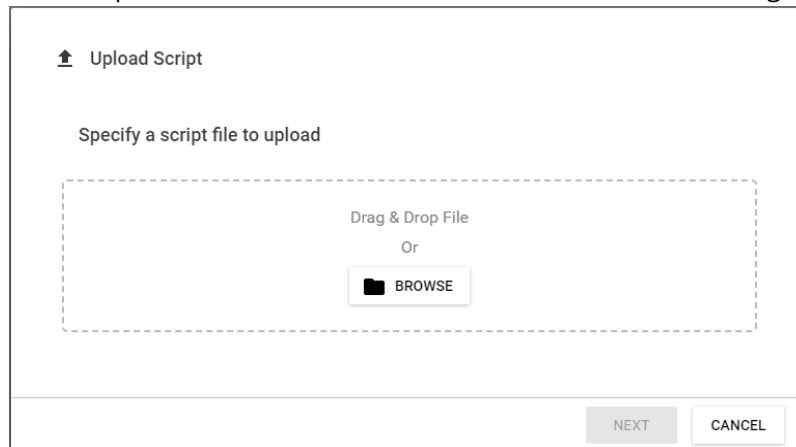 Upload Script
Specify a script file to upload
Drag & Drop File
Or
BROWSE
NEXT CANCEL